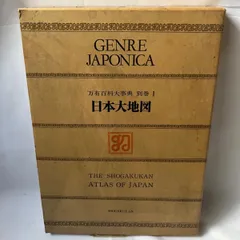 GENRE
JAPONICA
万有百科大事典 別巻 1
日本大地図
THE SHOGAKUKAN
ATLAS OF JAPAN